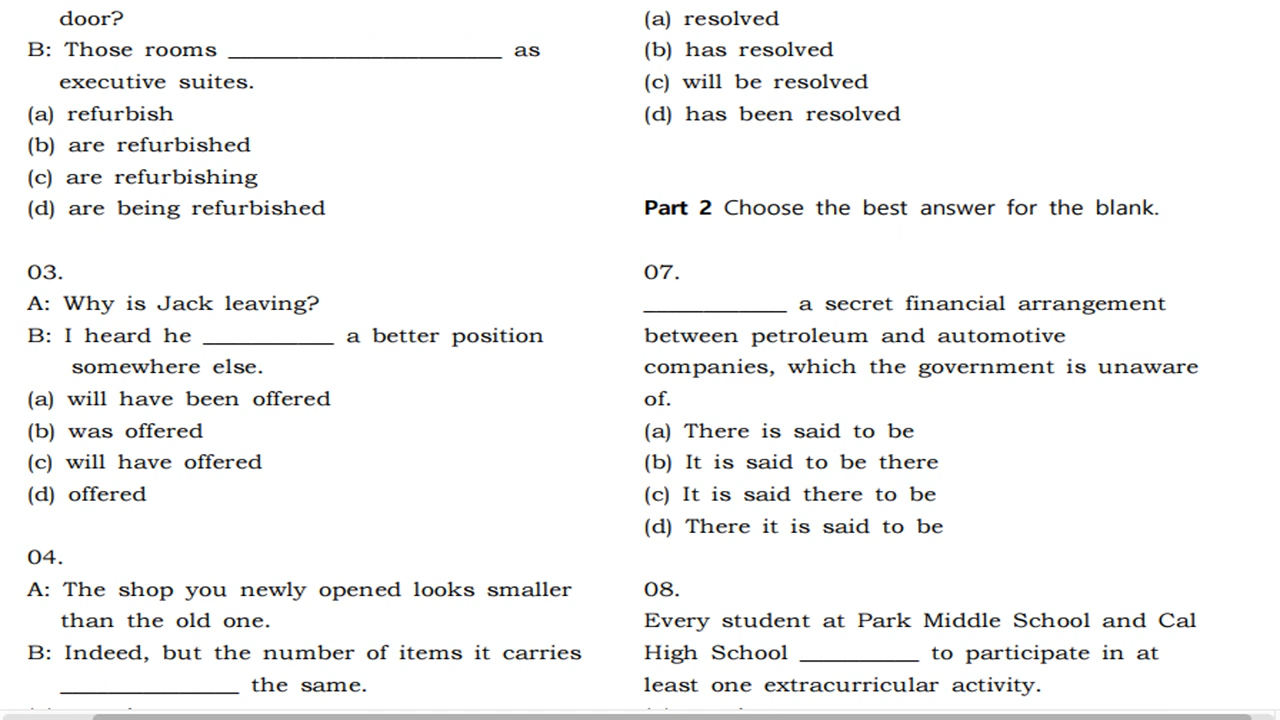 door?
B: Those rooms ______________________ as
executive suites.
(a) refurbish
(b) are refurbished
(c) are refurbishing
(d) are being refurbished
03.
A: Why is Jack leaving?
B: I heard he ___________ a better position
somewhere else.
(a) will have been offered
(b) was offered
(c) will have offered
(d) offered
04.
A: The shop you newly opened looks smaller
than the old one.
B: Indeed, but the number of items it carries
_______________ the same.
(a) resolved
(b) has resolved
(c) will be resolved
(d) has been resolved
Part 2 Choose the best answer for the blank.
07.
____________ a secret financial arrangement
between petroleum and automotive
companies, which the government is unaware
of.
(a) There is said to be
(b) It is said to be there
(c) It is said there to be
(d) There it is said to be
08.
Every student at Park Middle School and Cal
High School __________ to participate in at
least one extracurricular activity.